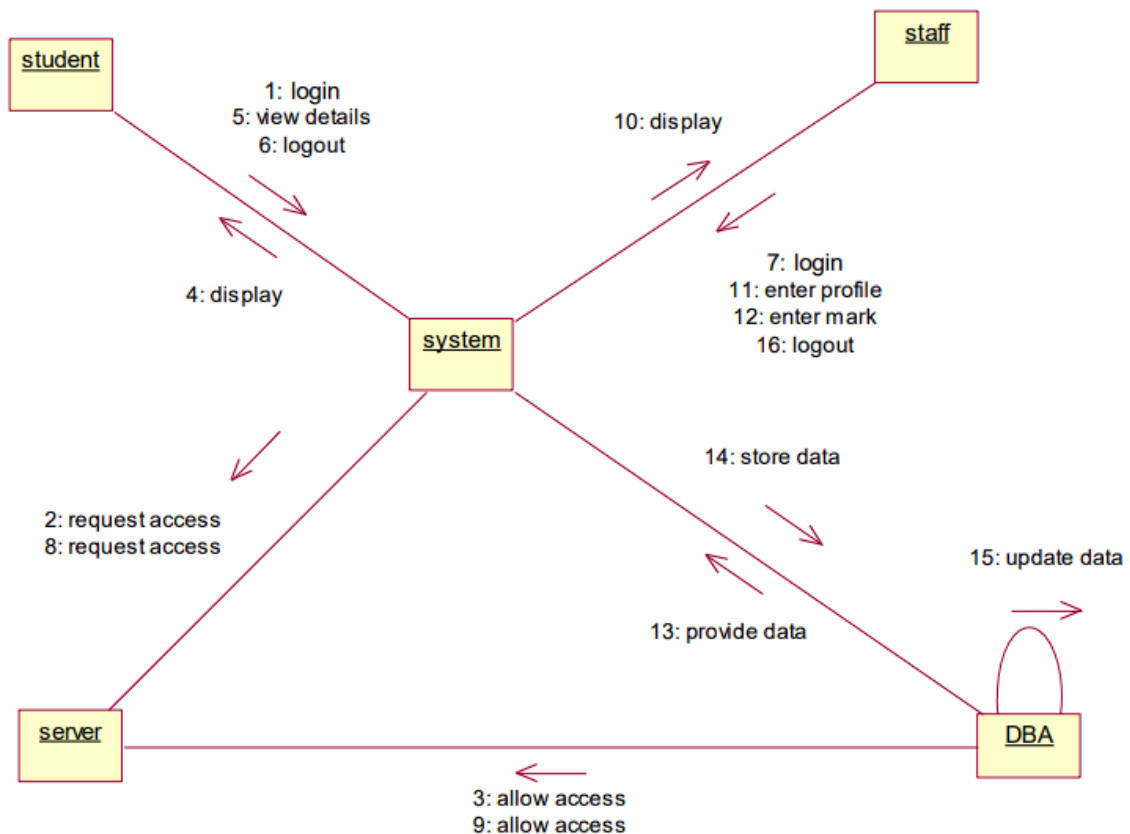 student
staff
1: login
5: view details
6: logout
10: display
4: display
7: login
11: enter profile
12: enter mark
16: logout
system
14: store data
2: request access
8: request access
15: update data
13: provide data
server
DBA
3: allow access
9: allow access